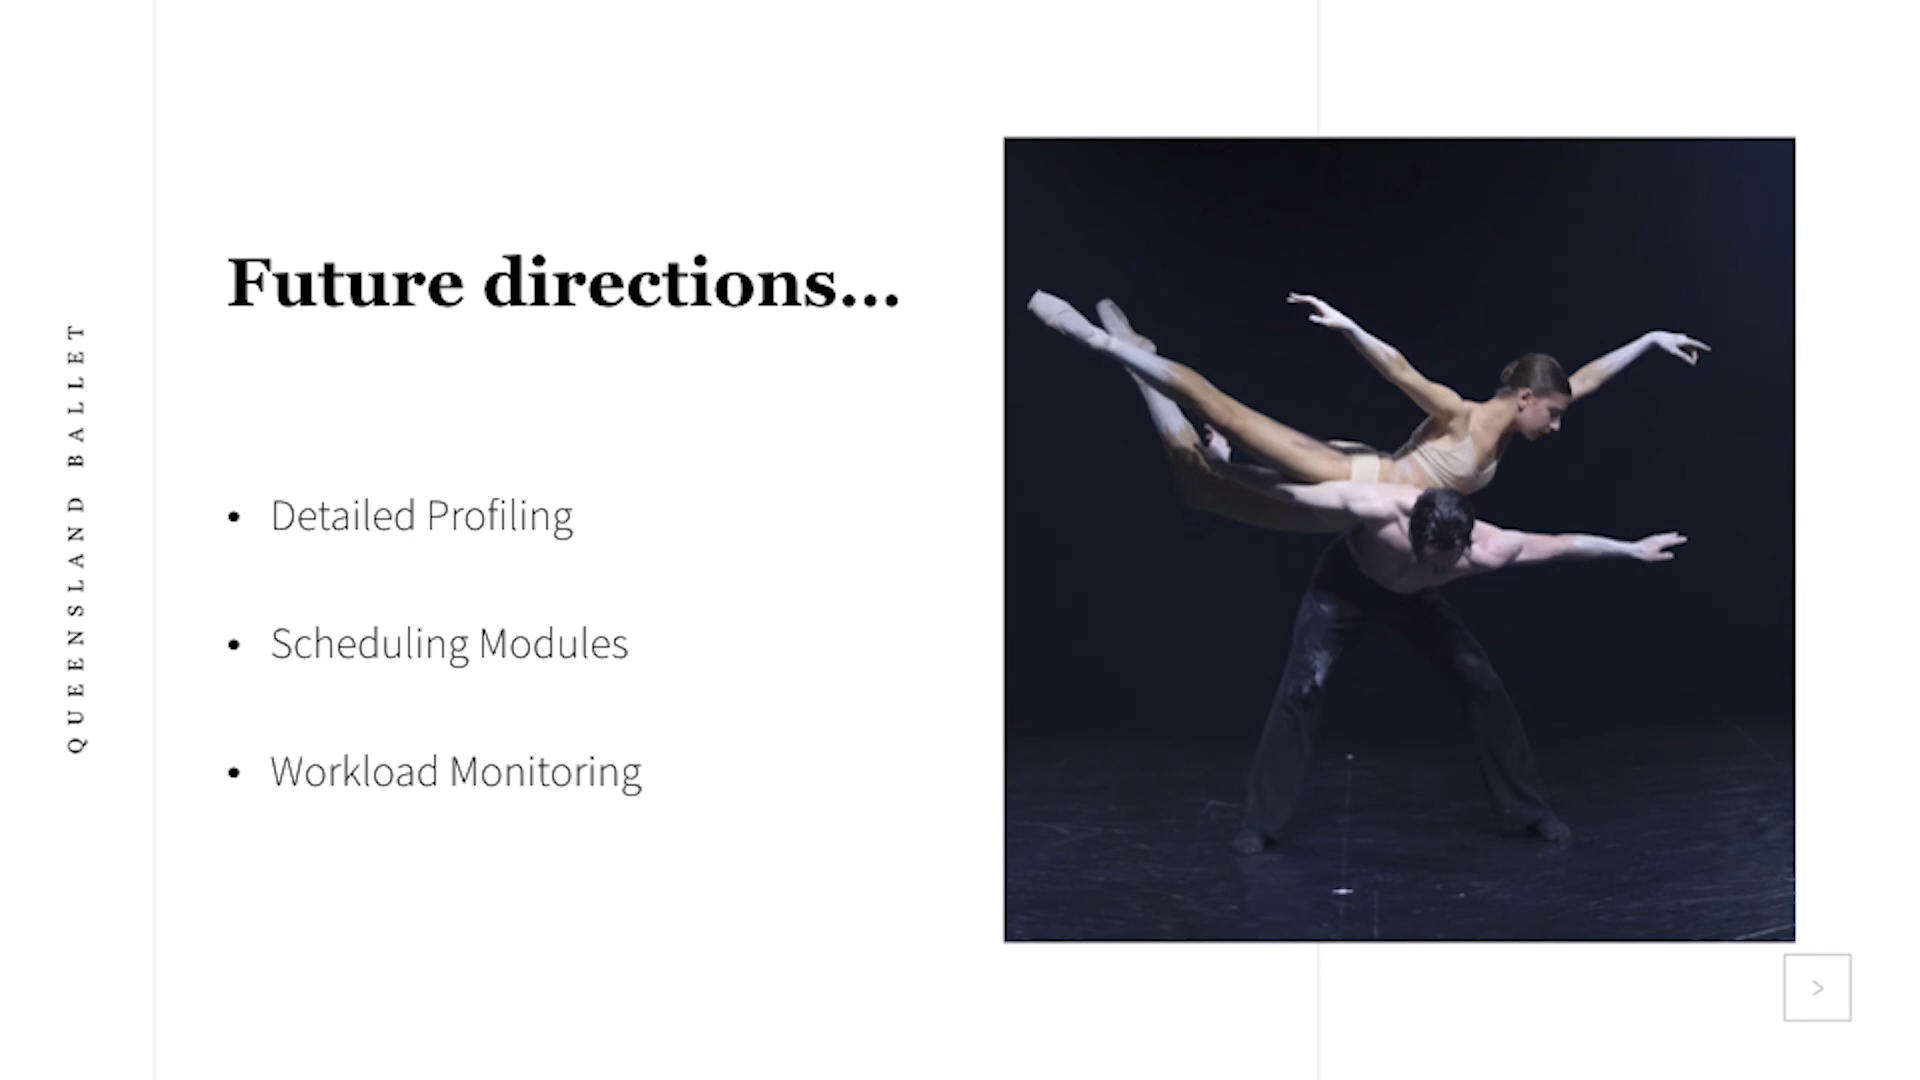 QUEENSLAND BALLET
Future directions...
• Detailed Profiling
• Scheduling Modules
• Workload Monitoring
>